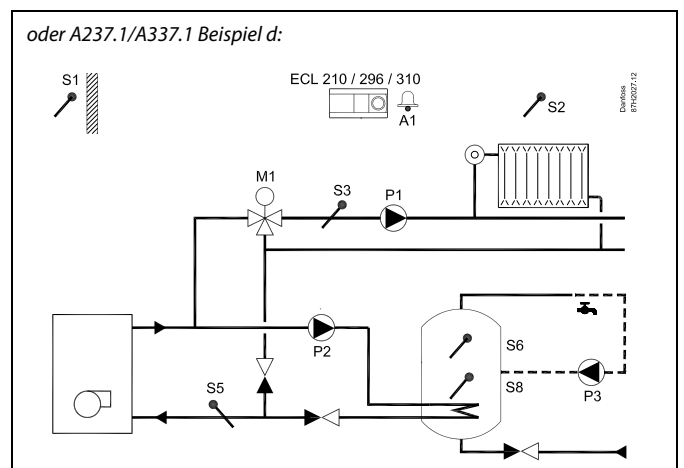 oder A237.1/A337.1 Beispiel d:
S1
ECL 210 / 296 / 310
A1
S2
Danfoss
87H2027.12
M1
S3
P1
P2
S6
S5
S8
P3